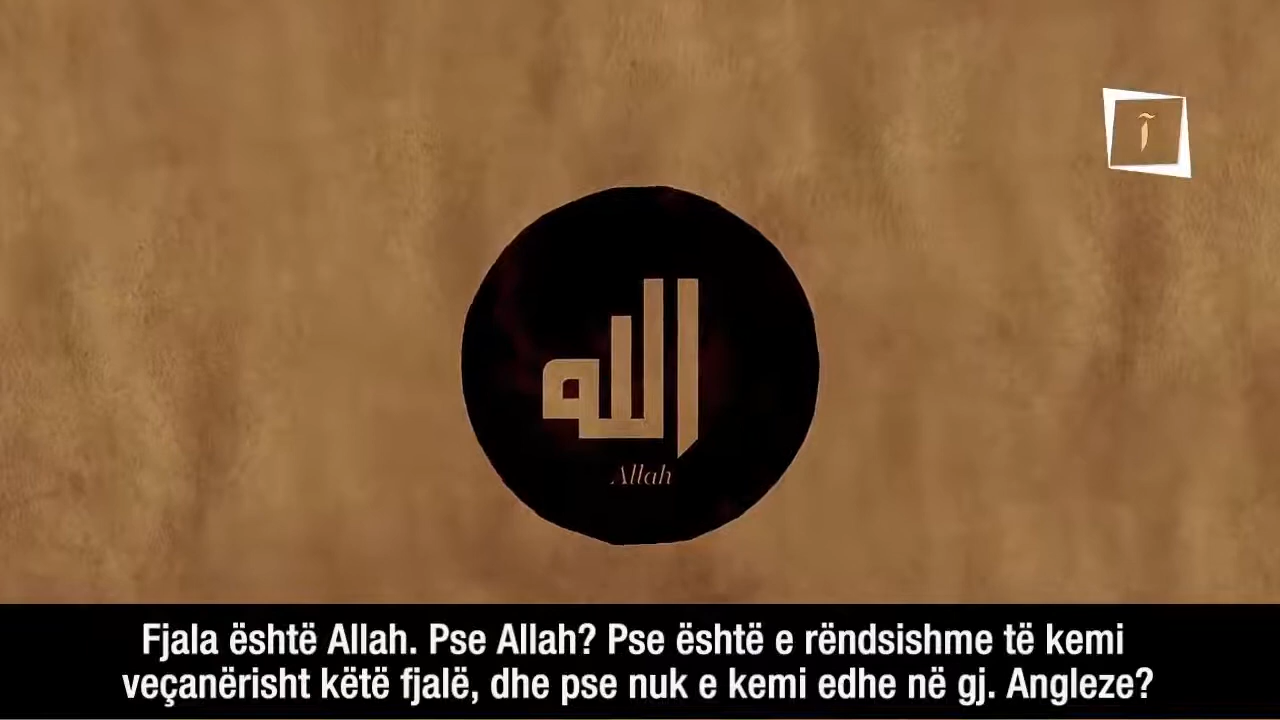 آ
الله
Allah
Fjala është Allah. Pse Allah? Pse është e rëndsishme të kemi
veçanërisht këtë fjalë, dhe pse nuk e kemi edhe në gj. Angleze?